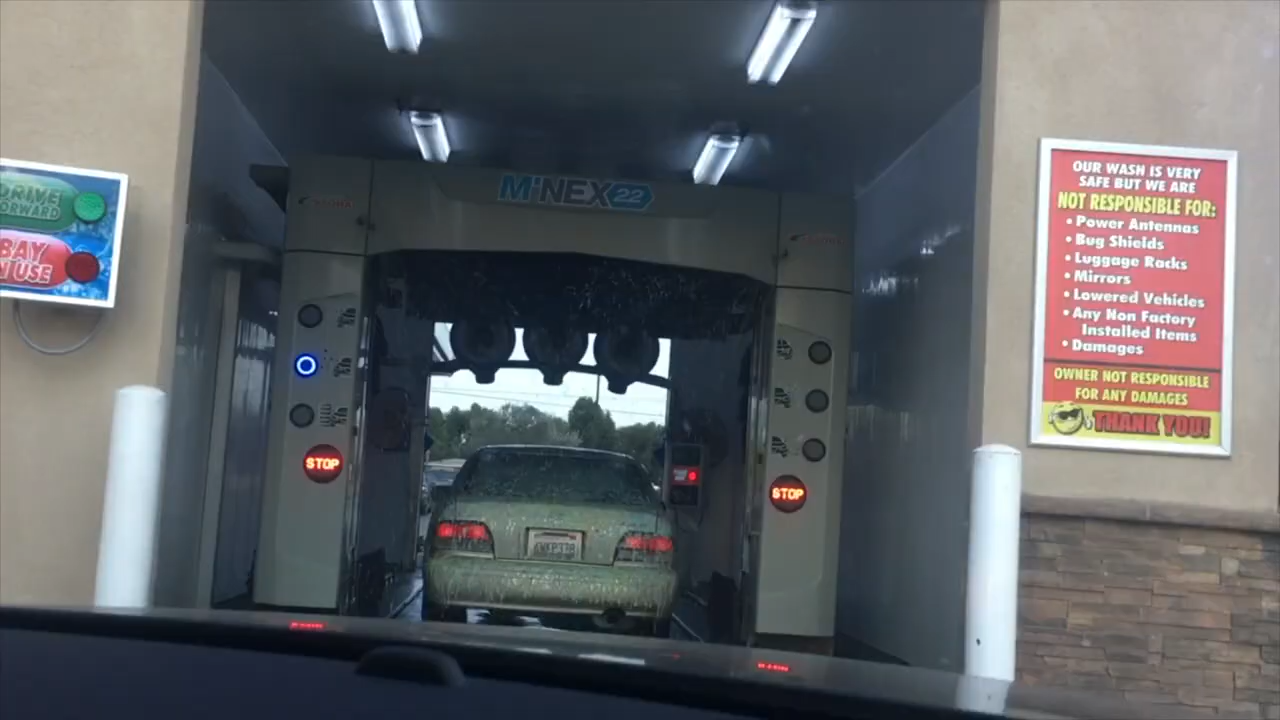 DRIVE
FORWARD
BAY
IN USE
M'NEX22
STOP
STOP
OUR WASH IS VERY
SAFE BUT WE ARE
NOT RESPONSIBLE FOR:
• Power Antennas
• Bug Shields
• Luggage Racks
• Mirrors
• Lowered Vehicles
• Any Non Factory
Installed Items
• Damages
OWNER NOT RESPONSIBLE
FOR ANY DAMAGES
THANK YOU!